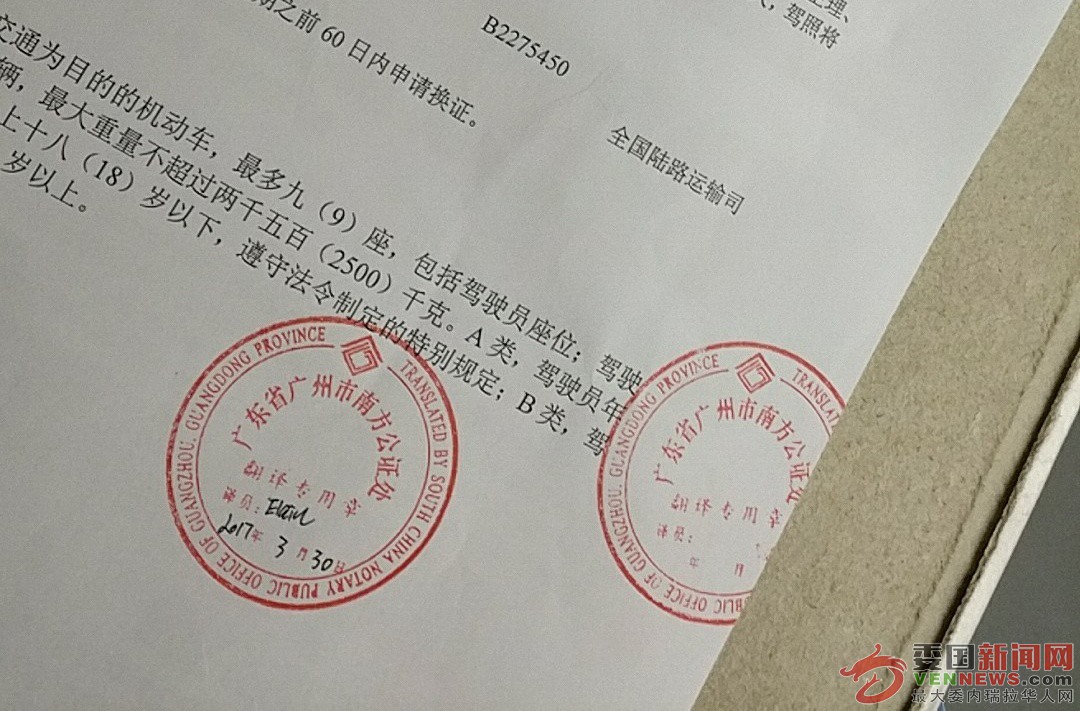 驾照将
期之前 60 日内申请换证。
B2275450
全国陆路运输司
交通为目的的机动车，最多九（9）座，包括驾驶员座位；驾驶
辆，最大重量不超过两千五百（2500）千克。A 类，驾驶员年
上十八（18）岁以下，遵守法令制定的特别规定；B 类，驾
岁以上。
TRANSLATED BY SOUTH CHINA NOTARY PUBLIC OFFICE OF GUANGZHOU. GUANGDONG PROVINCE
广东省广州市南方公证处
翻译专用章
译员：
2017年 3月 30日
TRANSLATED
PUBLIC OFFICE OF GUANGZHOU. GUANGDONG PROVINCE
广东省广州市南方公证处
翻译专用章
译员：
年 月
委国新闻网
VENNEWS.com
最大委内瑞拉华人网